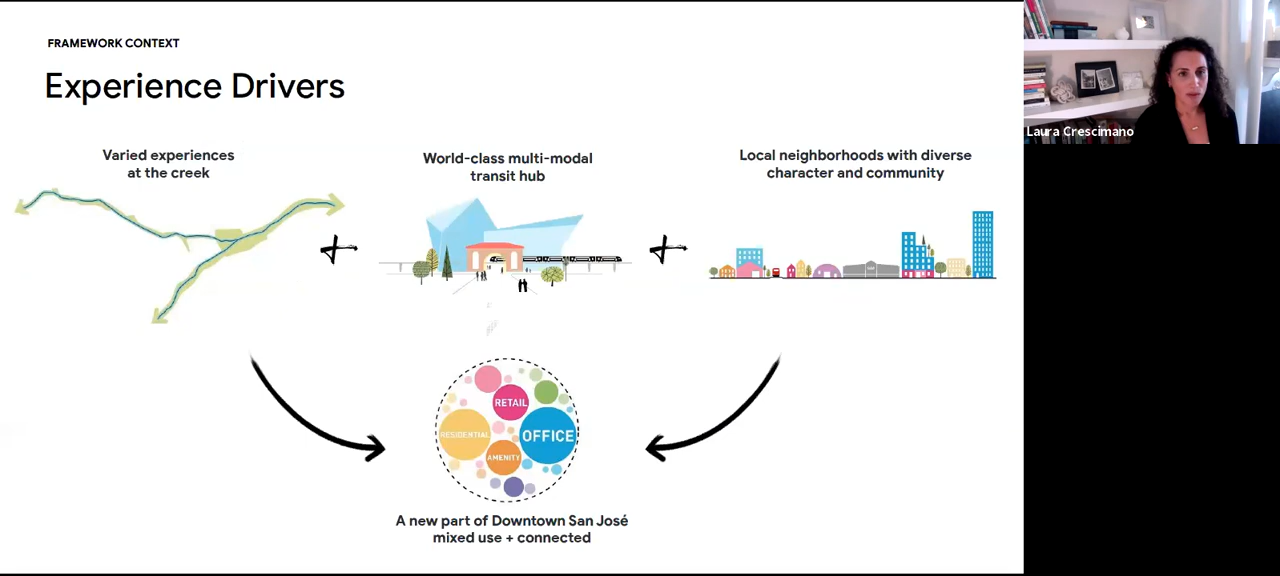 FRAMEWORK CONTEXT
Experience Drivers
Varied experiences
at the creek
World-class multi-modal
transit hub
Local neighborhoods with diverse
character and community
RETAIL
RESIDENTIAL
OFFICE
AMENITY
A new part of Downtown San José
mixed use + connected
Laura Crescimano